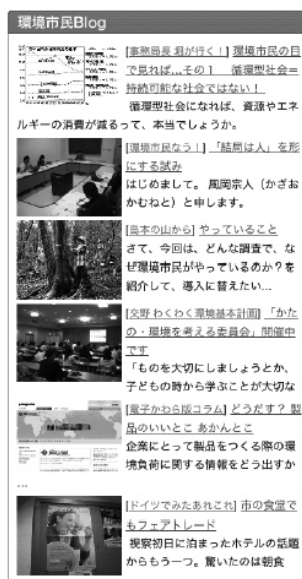 環境市民Blog
[事務局長 堀が行く！] 環境市民の目
で見れば…その１　循環型社会＝
持続可能な社会ではない！
循環型社会になれば、資源やエネ
ルギーの消費が減るって、本当でしょうか。
[環境市民なう！] 「結局は人」を形
にする試み
はじめまして。 風岡宗人（かざお
かむねと）と申します。
[島本の山から] やっていること
さて、今回は、どんな調査で、な
ぜ環境市民がやっているのか？を
紹介して、導入に替えたい…
[交野 わくわく環境基本計画] 「かた
の・環境を考える委員会」開催中
です
「ものを大切にしましょうとか、
子どもの時から学ぶことが大切な
[電子かわら版コラム] どうだす？ 製
品のいいとこ あかんとこ
企業にとって製品をつくる際の環
境負荷に関する情報をどう出すか
…
[ドイツでみたあれこれ] 市の食堂で
もフェアトレード
視察初日に泊まったホテルの話題
からもう一つ。驚いたのは朝食